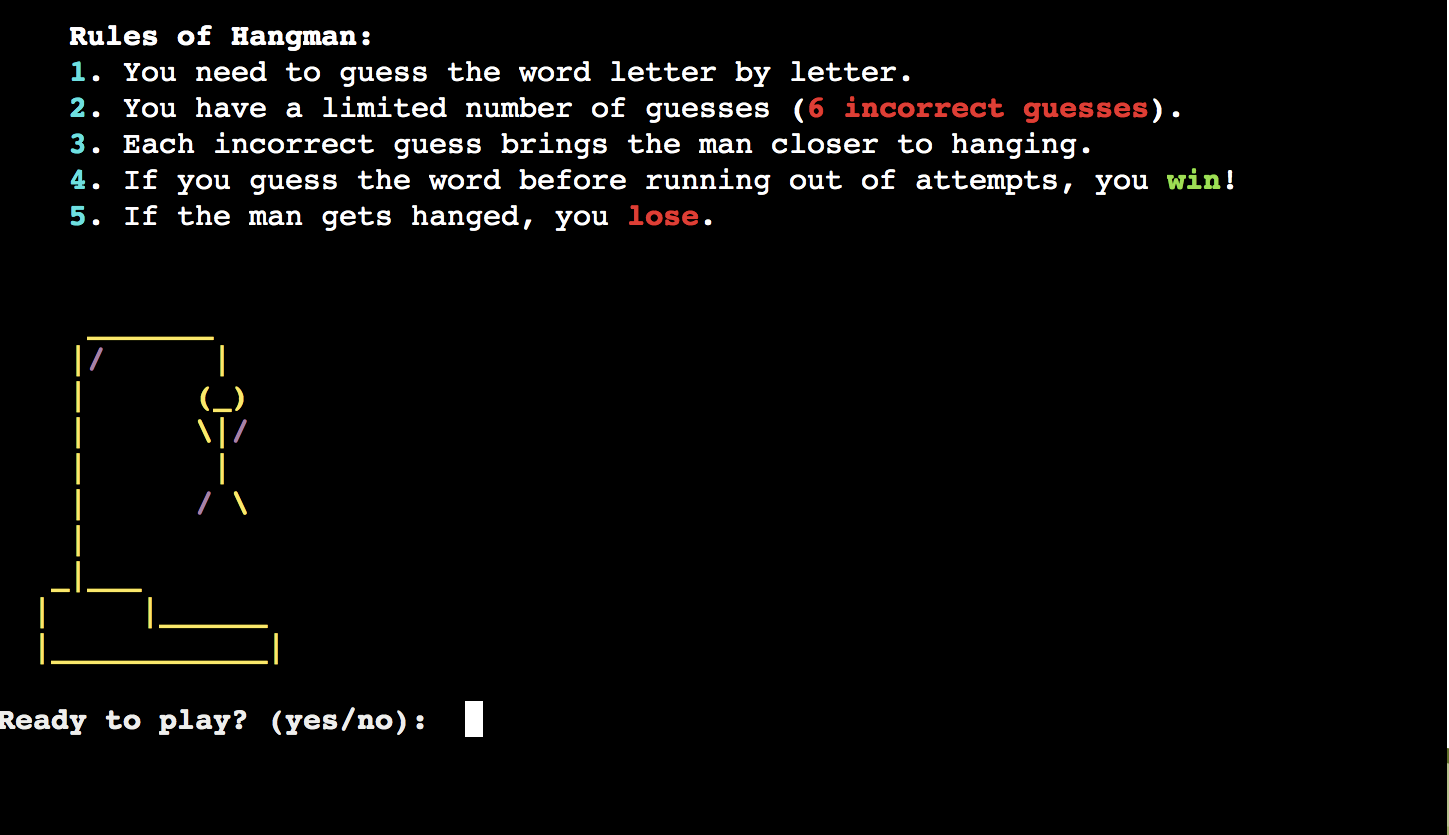 Rules of Hangman:
1. You need to guess the word letter by letter.
2. You have a limited number of guesses (6 incorrect guesses).
3. Each incorrect guess brings the man closer to hanging.
4. If you guess the word before running out of attempts, you win!
5. If the man gets hanged, you lose.
Ready to play? (yes/no):